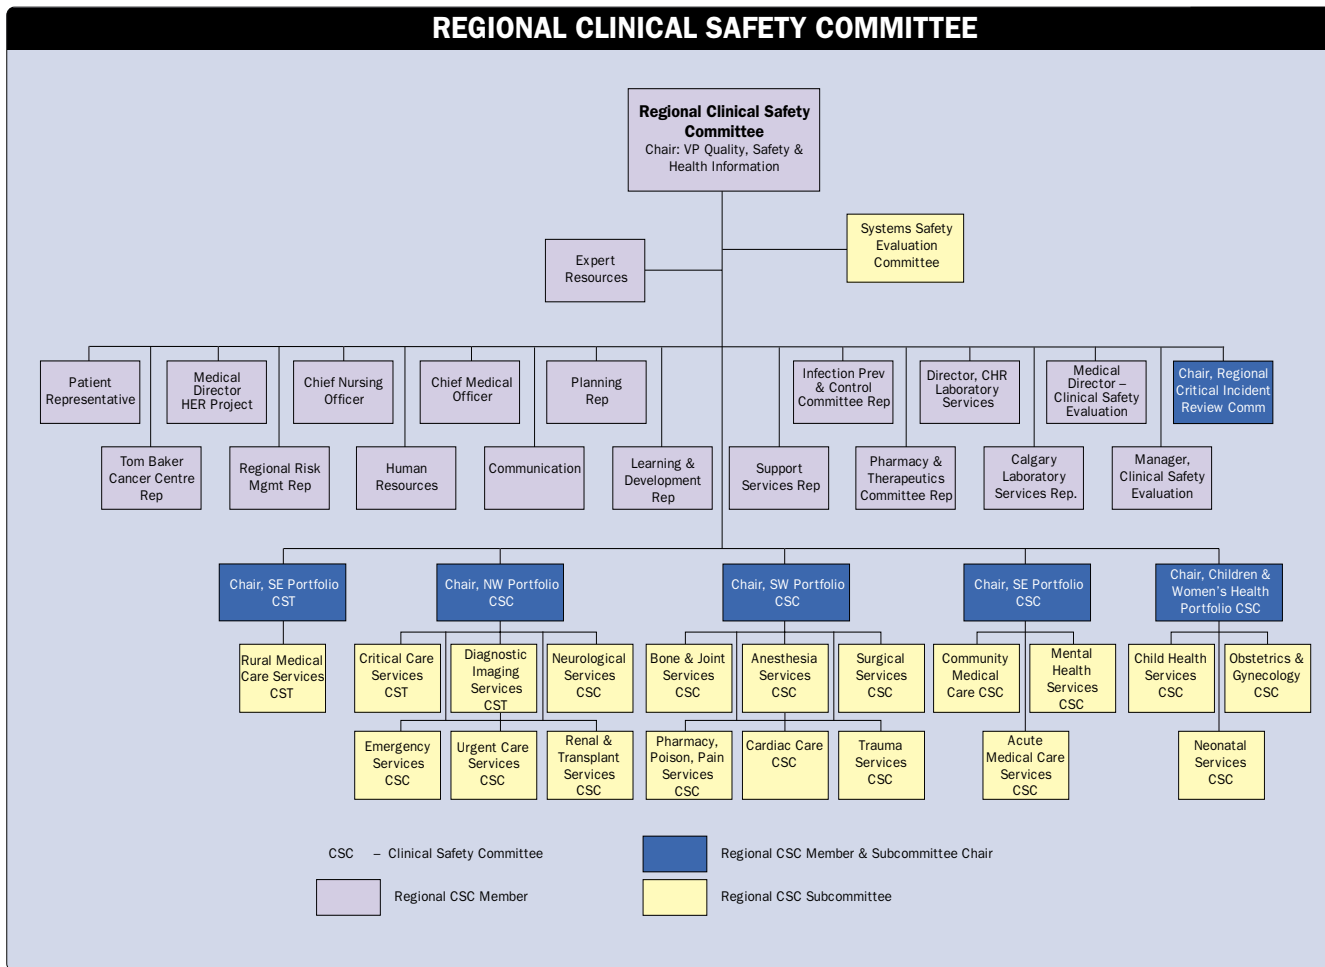 REGIONAL CLINICAL SAFETY COMMITTEE
Regional Clinical Safety
Committee
Chair: VP Quality, Safety &
Health Information
Systems Safety
Evaluation
Committee
Expert
Resources
Patient
Representative
Medical
Director
HER Project
Chief Nursing
Officer
Chief Medical
Officer
Planning
Rep
Infection Prev
& Control
Committee Rep
Director, CHR
Laboratory
Services
Medical
Director –
Clinical Safety
Evaluation
Chair, Regional
Critical Incident
Review Comm
Tom Baker
Cancer Centre
Rep
Regional Risk
Mgmt Rep
Human
Resources
Communication
Learning &
Development
Rep
Support
Services Rep
Pharmacy &
Therapeutics
Committee Rep
Calgary
Laboratory
Services Rep.
Manager,
Clinical Safety
Evaluation
Chair, SE Portfolio
CST
Chair, NW Portfolio
CSC
Chair, SW Portfolio
CSC
Chair, SE Portfolio
CSC
Chair, Children &
Women's Health
Portfolio CSC
Rural Medical
Care Services
CST
Critical Care
Services
CST
Diagnostic
Imaging
Services
CST
Neurological
Services
CSC
Bone & Joint
Services
CSC
Anesthesia
Services
CSC
Surgical
Services
CSC
Community
Medical
Care CSC
Mental
Health
Services
CSC
Child Health
Services
CSC
Obstetrics &
Gynecology
CSC
Emergency
Services
CSC
Urgent Care
Services
CSC
Renal &
Transplant
Services
CSC
Pharmacy,
Poison, Pain
Services
CSC
Cardiac Care
CSC
Trauma
Services
CSC
Acute
Medical Care
Services
CSC
Neonatal
Services
CSC
CSC – Clinical Safety Committee
Regional CSC Member & Subcommittee Chair
Regional CSC Member
Regional CSC Subcommittee